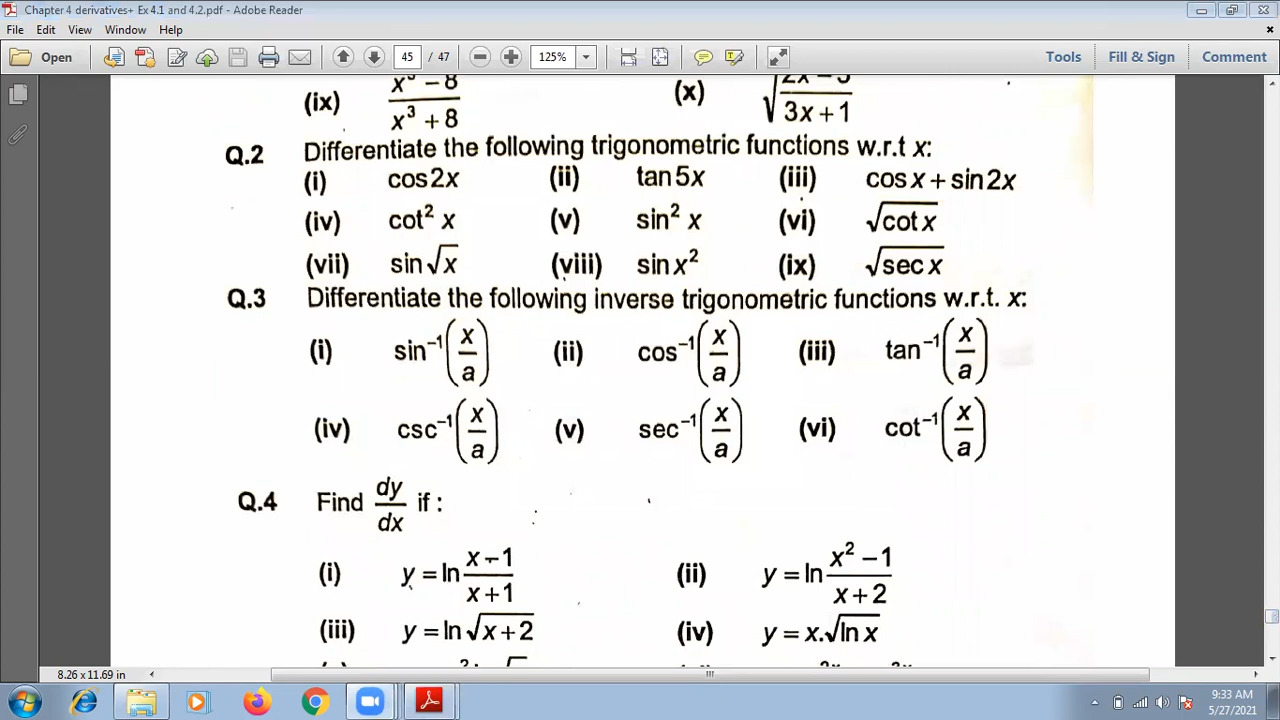 Chapter 4 derivatives+ Ex 4.1 and 4.2.pdf - Adobe Reader
File Edit View Window Help
Open 45 / 47 125% Tools Fill & Sign Comment
(ix) x³ − 8 / x³ + 8 (x) √ 3x + 1
Q.2 Differentiate the following trigonometric functions w.r.t x:
(i) cos 2x (ii) tan 5x (iii) cos x + sin 2x
(iv) cot² x (v) sin² x (vi) √cot x
(vii) sin √x (viii) sin x² (ix) √sec x
Q.3 Differentiate the following inverse trigonometric functions w.r.t. x:
(i) sin⁻¹(x/a) (ii) cos⁻¹(x/a) (iii) tan⁻¹(x/a)
(iv) csc⁻¹(x/a) (v) sec⁻¹(x/a) (vi) cot⁻¹(x/a)
Q.4 Find dy/dx if :
(i) y = ln x − 1 / x + 1 (ii) y = ln x² − 1 / x + 2
(iii) y = ln √x + 2 (iv) y = x.√ln x
8.26 x 11.69 in
9:33 AM
5/27/2021